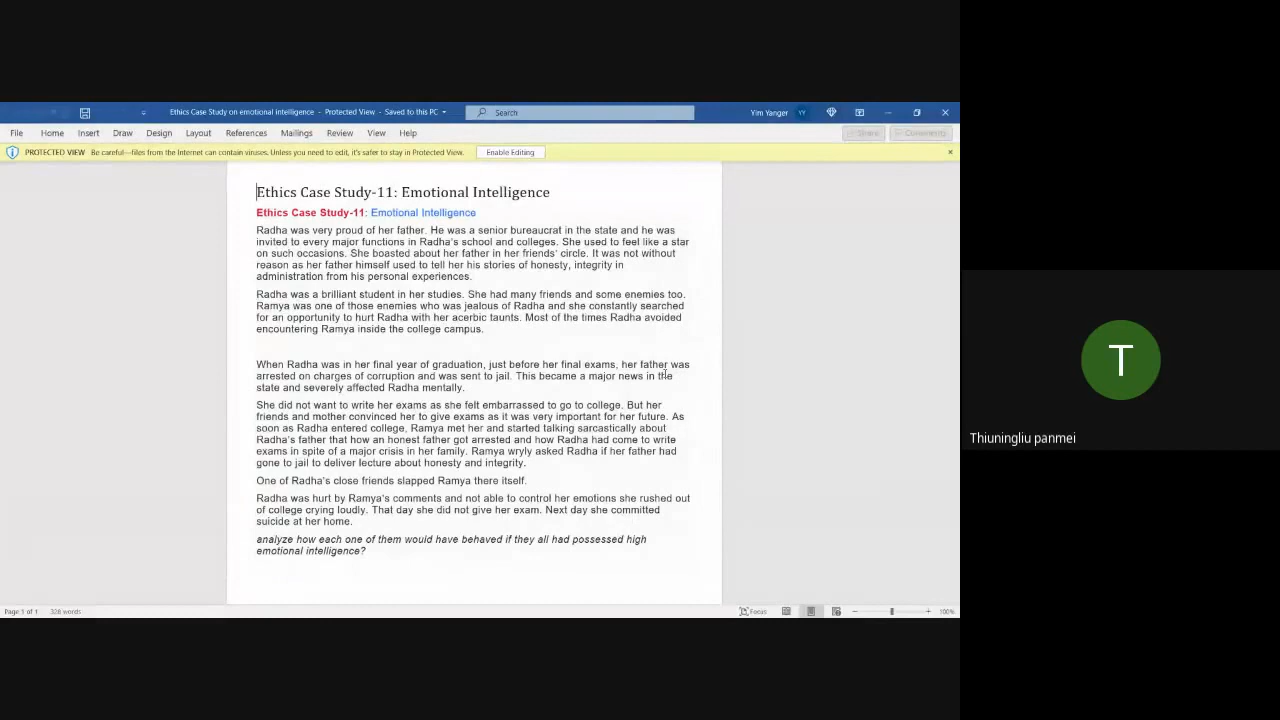 Ethics Case Study on emotional intelligence - Protected View - Saved to this PC
Search
Yim Yanger
YY
File Home Insert Draw Design Layout References Mailings Review View Help
Share
Comments
PROTECTED VIEW Be careful—files from the Internet can contain viruses. Unless you need to edit, it's safer to stay in Protected View.
Enable Editing
Ethics Case Study-11: Emotional Intelligence
Ethics Case Study-11: Emotional Intelligence
Radha was very proud of her father. He was a senior bureaucrat in the state and he was
invited to every major functions in Radha's school and colleges. She used to feel like a star
on such occasions. She boasted about her father in her friends' circle. It was not without
reason as her father himself used to tell her his stories of honesty, integrity in
administration from his personal experiences.
Radha was a brilliant student in her studies. She had many friends and some enemies too.
Ramya was one of those enemies who was jealous of Radha and she constantly searched
for an opportunity to hurt Radha with her acerbic taunts. Most of the times Radha avoided
encountering Ramya inside the college campus.
When Radha was in her final year of graduation, just before her final exams, her father was
arrested on charges of corruption and was sent to jail. This became a major news in the
state and severely affected Radha mentally.
She did not want to write her exams as she felt embarrassed to go to college. But her
friends and mother convinced her to give exams as it was very important for her future. As
soon as Radha entered college, Ramya met her and started talking sarcastically about
Radha's father that how an honest father got arrested and how Radha had come to write
exams in spite of a major crisis in her family. Ramya wryly asked Radha if her father had
gone to jail to deliver lecture about honesty and integrity.
One of Radha's close friends slapped Ramya there itself.
Radha was hurt by Ramya's comments and not able to control her emotions she rushed out
of college crying loudly. That day she did not give her exam. Next day she committed
suicide at her home.
analyze how each one of them would have behaved if they all had possessed high
emotional intelligence?
Page 1 of 1
326 words
Focus
100%
T
Thiuningliu panmei